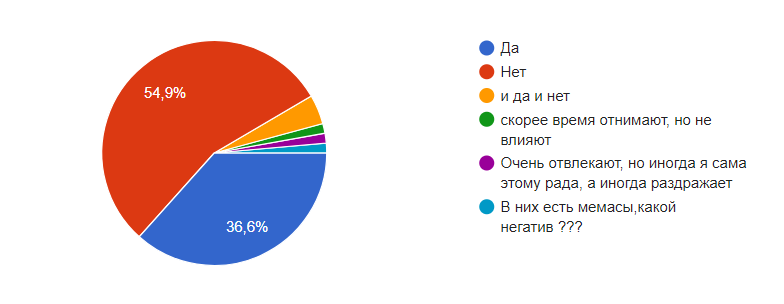 54,9%
36,6%
Да
Нет
и да и нет
скорее время отнимают, но не
влияют
Очень отвлекают, но иногда я сама
этому рада, а иногда раздражает
В них есть мемасы,какой
негатив ???